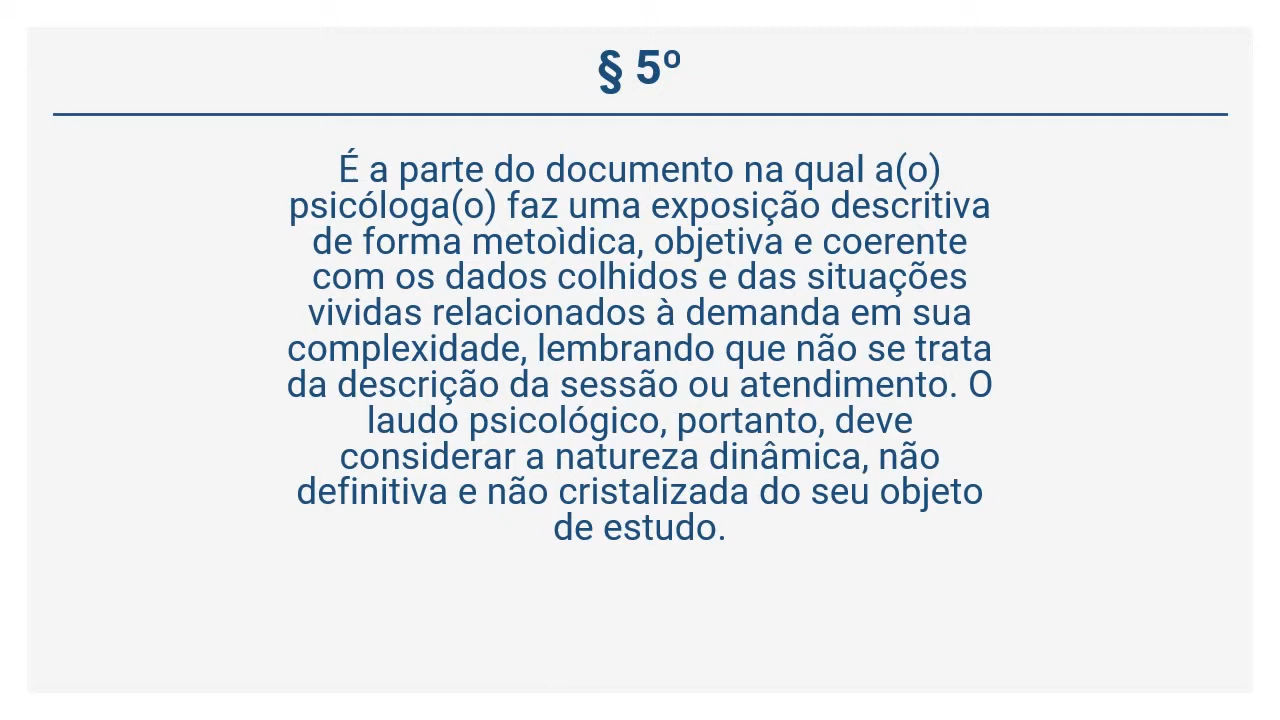 § 5º
É a parte do documento na qual a(o)
psicóloga(o) faz uma exposição descritiva
de forma metoìdica, objetiva e coerente
com os dados colhidos e das situações
vividas relacionados à demanda em sua
complexidade, lembrando que não se trata
da descrição da sessão ou atendimento. O
laudo psicológico, portanto, deve
considerar a natureza dinâmica, não
definitiva e não cristalizada do seu objeto
de estudo.